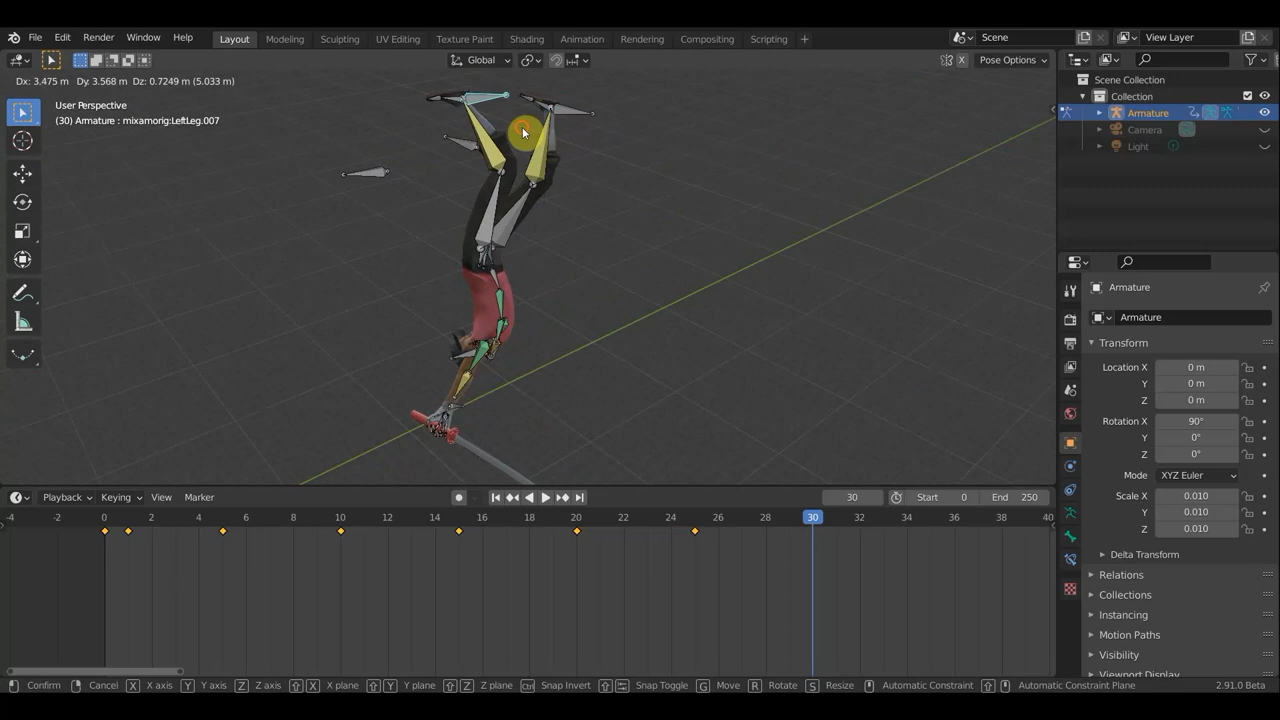 File Edit Render Window Help Layout Modeling Sculpting UV Editing Texture Paint Shading Animation Rendering Compositing Scripting + Scene View Layer
Global X Pose Options
Dx: 3.475 m Dy: 3.568 m Dz: 0.7249 m (5.033 m)
User Perspective
(30) Armature : mixamorig:LeftLeg.007
Scene Collection
Collection
Armature
Camera
Light
Armature
Armature
Transform
Location X 0 m
Y 0 m
Z 0 m
Rotation X 90°
Y 0°
Z 0°
Mode XYZ Euler
Scale X 0.010
Y 0.010
Z 0.010
Delta Transform
Relations
Collections
Instancing
Motion Paths
Visibility
Viewport Display
Playback Keying View Marker 30 Start 0 End 250
-4 -2 0 2 4 6 8 10 12 14 16 18 20 22 24 26 28 30 32 34 36 38 40
Confirm Cancel X X axis Y Y axis Z Z axis X X plane Y Y plane Z Z plane Ctrl Snap Invert Snap Toggle G Move R Rotate S Resize Automatic Constraint Automatic Constraint Plane 2.91.0 Beta